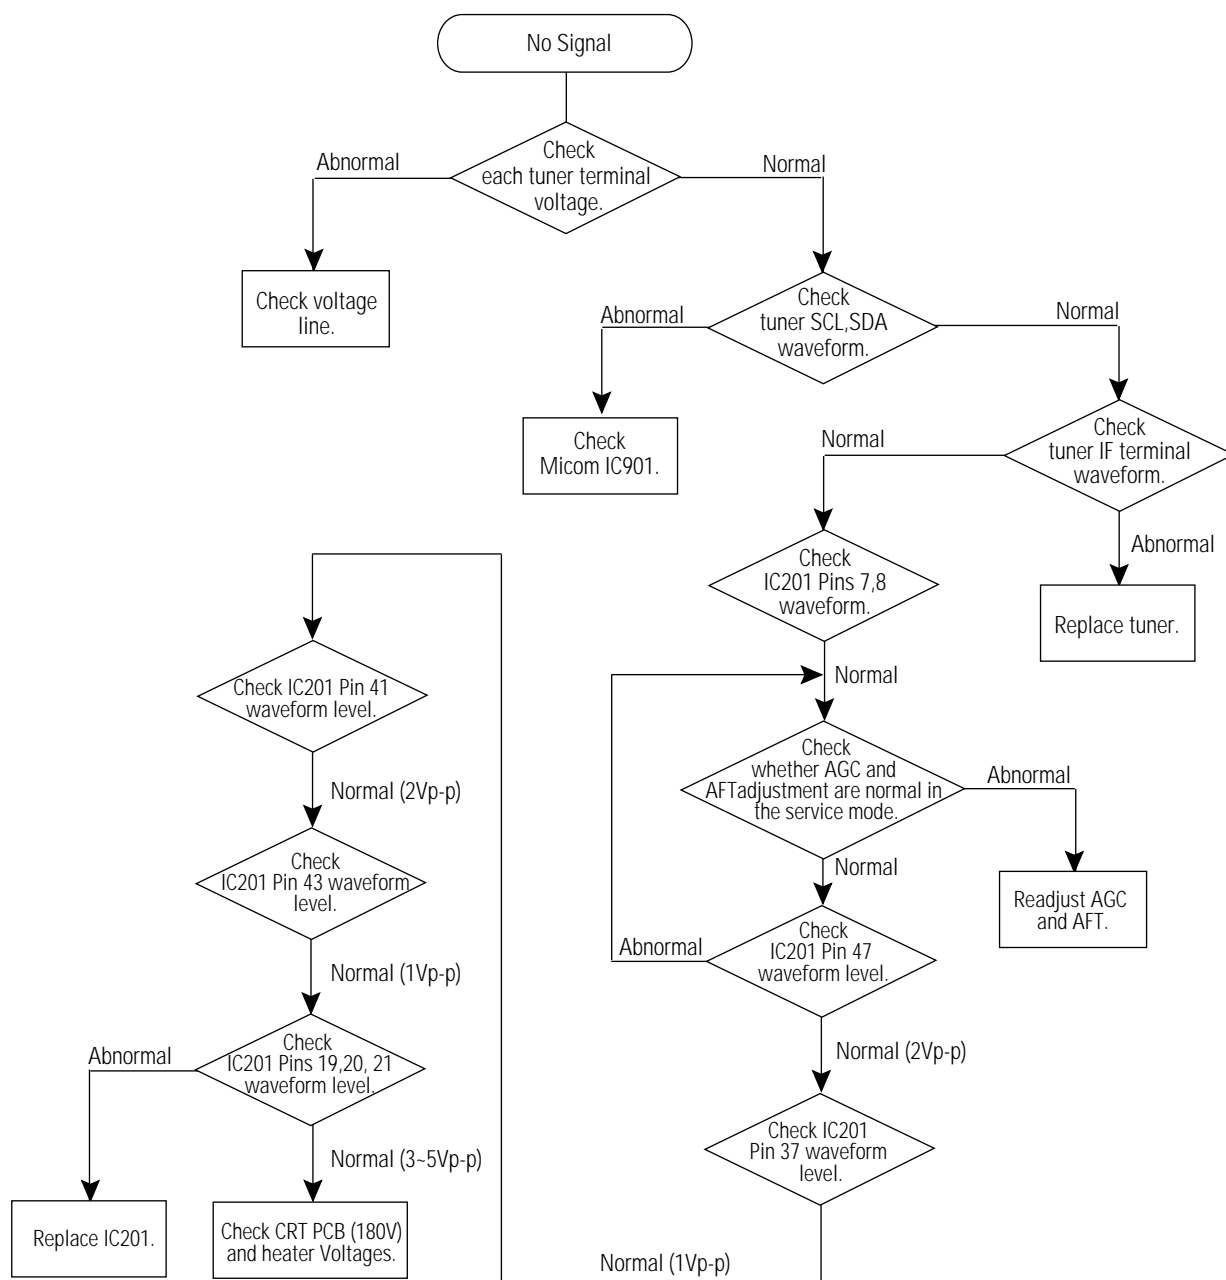 No Signal
Abnormal
Check
each tuner terminal
voltage.
Normal
Check voltage
line.
Abnormal
Check
tuner SCL,SDA
waveform.
Normal
Check
Micom IC901.
Normal
Check
tuner IF terminal
waveform.
Abnormal
Replace tuner.
Check
IC201 Pins 7,8
waveform.
Normal
Check
whether AGC and
AFTadjustment are normal in
the service mode.
Abnormal
Readjust AGC
and AFT.
Normal
Abnormal
Check
IC201 Pin 47
waveform level.
Normal (2Vp-p)
Check IC201
Pin 37 waveform
level.
Normal (1Vp-p)
Check IC201 Pin 41
waveform level.
Normal (2Vp-p)
Check
IC201 Pin 43 waveform
level.
Normal (1Vp-p)
Abnormal
Check
IC201 Pins 19,20, 21
waveform level.
Normal (3~5Vp-p)
Replace IC201.
Check CRT PCB (180V)
and heater Voltages.